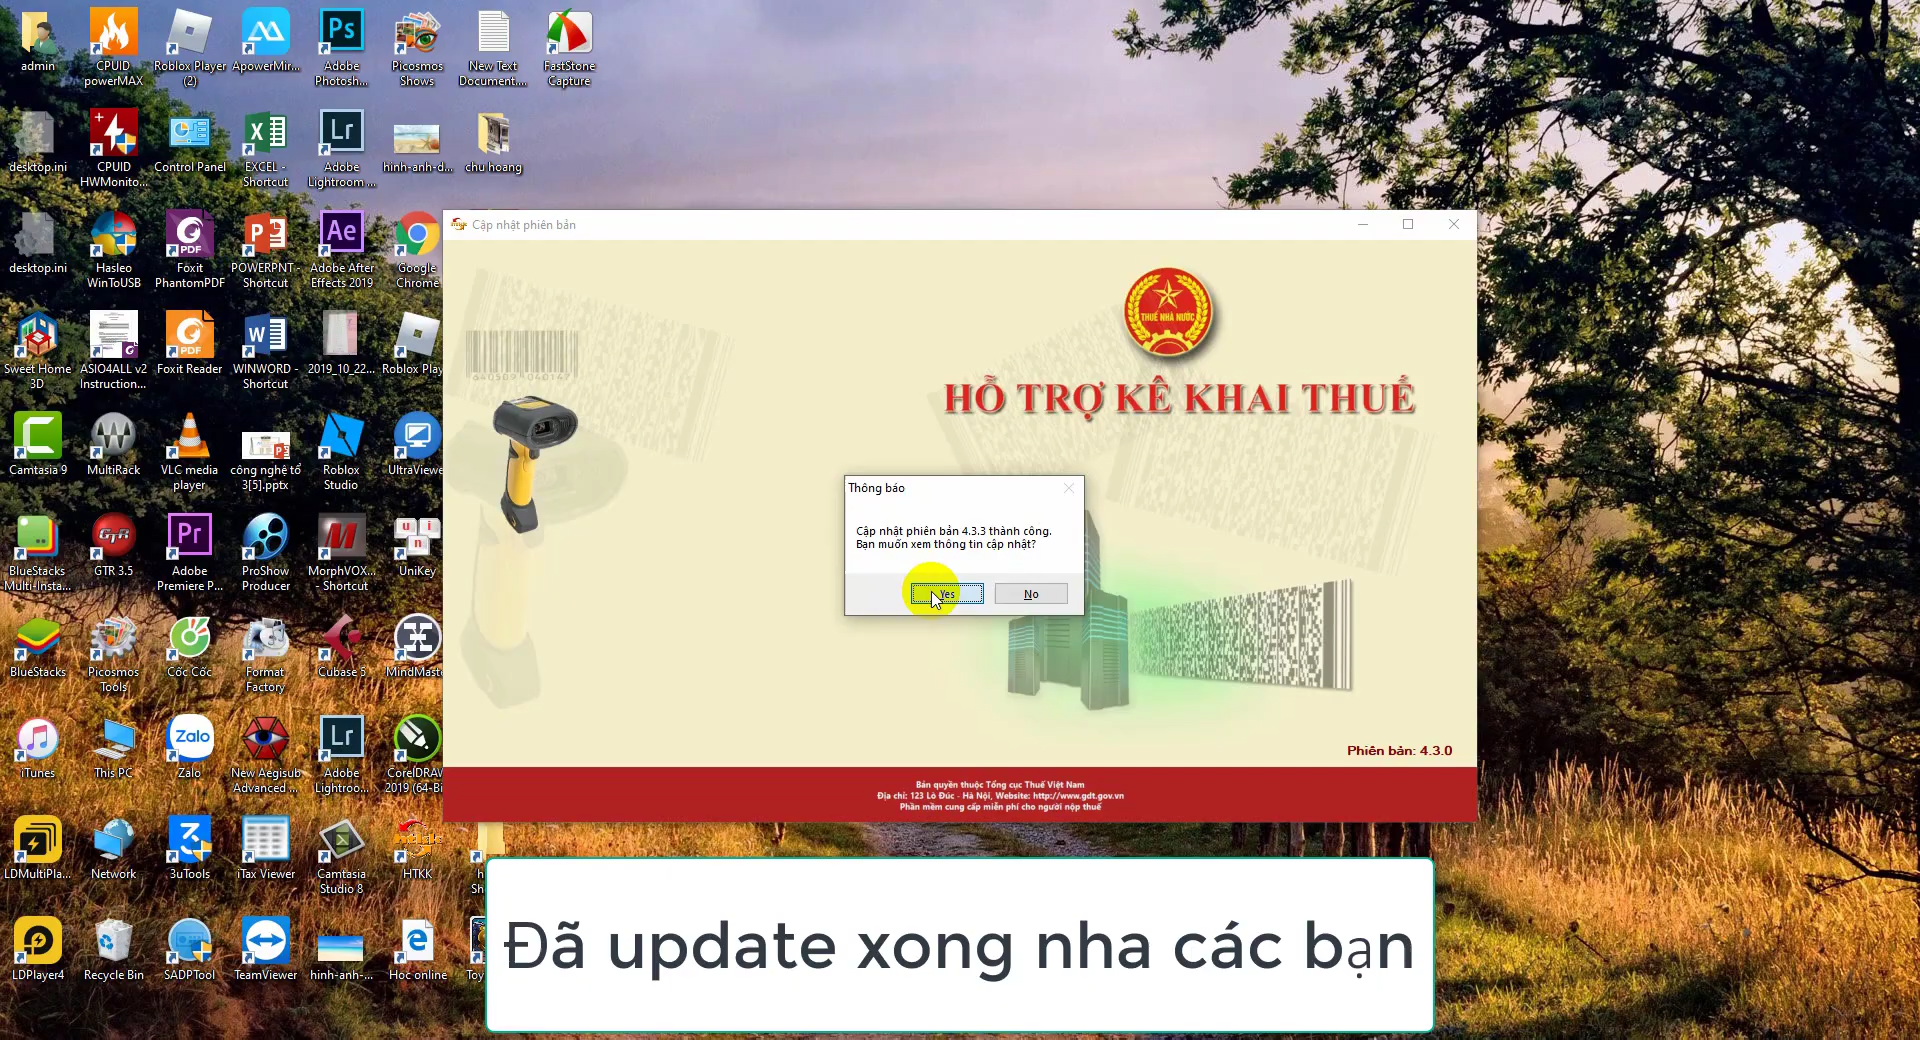 admin
CPUID
powerMAX
Roblox Player
(2)
ApowerMir...
Adobe
Photosh...
Picosmos
Shows
New Text
Document...
FastStone
Capture
desktop.ini
CPUID
HWMonito...
Control Panel
EXCEL -
Shortcut
Adobe
Lightroom ...
hinh-anh-d...
chu hoang
desktop.ini
Hasleo
WinToUSB
Foxit
PhantomPDF
POWERPNT -
Shortcut
Adobe After
Effects 2019
Google
Chrome
Sweet Home
3D
ASIO4ALL v2
Instruction...
Foxit Reader
WINWORD -
Shortcut
2019_10_22...
Roblox Play
Camtasia 9
MultiRack
VLC media
player
công nghệ tổ
3[5].pptx
Roblox
Studio
UltraViewe
BlueStacks
Multi-Insta...
GTR 3.5
Adobe
Premiere P...
ProShow
Producer
MorphVOX...
- Shortcut
UniKey
BlueStacks
Picosmos
Tools
Cốc Cốc
Format
Factory
Cubase 5
MindMaste
iTunes
This PC
Zalo
New Aegisub
Advanced ...
Adobe
Lightroo...
CorelDRAW
2019 (64-Bi
LDMultiPla...
Network
3uTools
iTax Viewer
Camtasia
Studio 8
HTKK
LDPlayer4
Recycle Bin
SADPTool
TeamViewer
hinh-anh-...
Hoc online
Toy
Cập nhật phiên bản
THUẾ NHÀ NƯỚC
HỖ TRỢ KÊ KHAI THUẾ
640509 040147
Thông báo
Cập nhật phiên bản 4.3.3 thành công.
Bạn muốn xem thông tin cập nhật?
Yes
No
Phiên bản: 4.3.0
Bản quyền thuộc Tổng cục Thuế Việt Nam
Địa chỉ: 123 Lò Đúc - Hà Nội, Website: http://www.gdt.gov.vn
Phần mềm cung cấp miễn phí cho người nộp thuế
Đã update xong nha các bạn